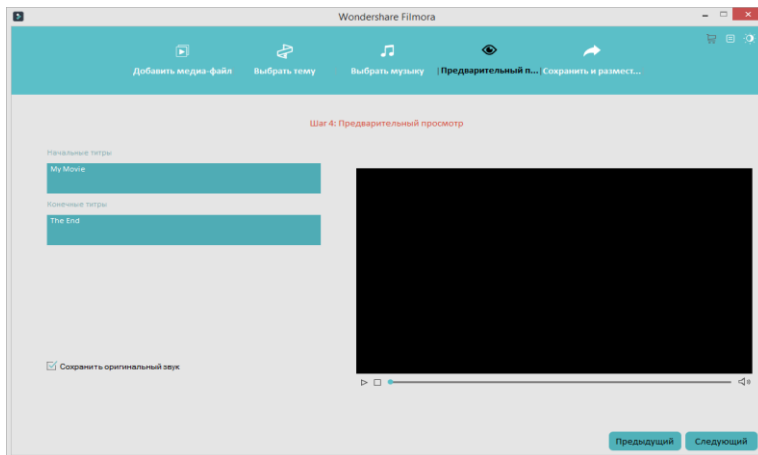 Wondershare Filmora
Добавить медиа-файл Выбрать тему Выбрать музыку Предварительный п... Сохранить и размест...
Шаг 4: Предварительный просмотр
Начальные титры
My Movie
Конечные титры
The End
Сохранить оригинальный звук
Предыдущий Следующий